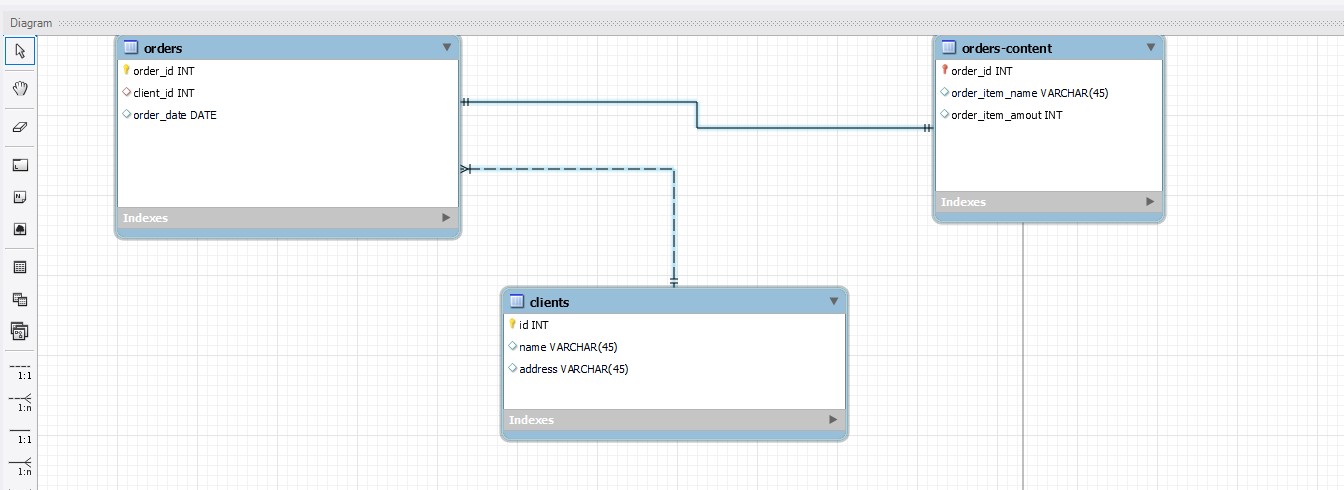 Diagram
orders
order_id INT
client_id INT
order_date DATE
Indexes
orders-content
order_id INT
order_item_name VARCHAR(45)
order_item_amout INT
Indexes
clients
id INT
name VARCHAR(45)
address VARCHAR(45)
Indexes
1:1
1:n
1:1
1:n